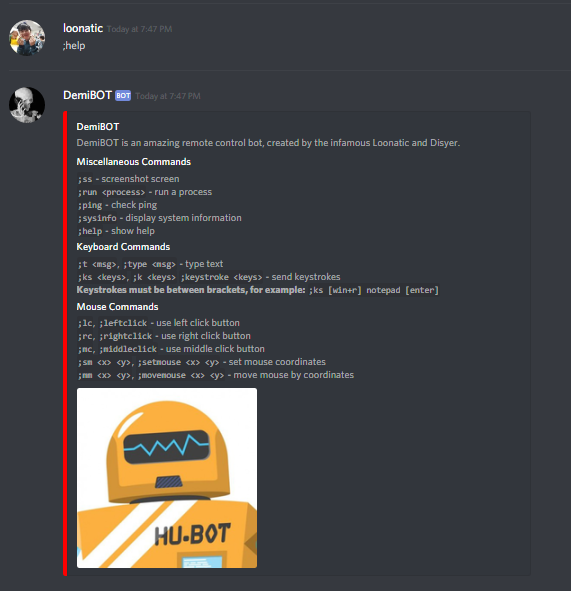 loonatic Today at 7:47 PM
;help
DemiBOT BOT Today at 7:47 PM
DemiBOT
DemiBOT is an amazing remote control bot, created by the infamous Loonatic and Disyer.
Miscellaneous Commands
;ss - screenshot screen
;run <process> - run a process
;ping - check ping
;sysinfo - display system information
;help - show help
Keyboard Commands
;t <msg>, ;type <msg> - type text
;ks <keys>, ;k <keys> ;keystroke <keys> - send keystrokes
Keystrokes must be between brackets, for example: ;ks [win+r] notepad [enter]
Mouse Commands
;lc, ;leftclick - use left click button
;rc, ;rightclick - use right click button
;mc, ;middleclick - use middle click button
;sm <x> <y>, ;setmouse <x> <y> - set mouse coordinates
;mm <x> <y>, ;movemouse <x> <y> - move mouse by coordinates
HU-BOT